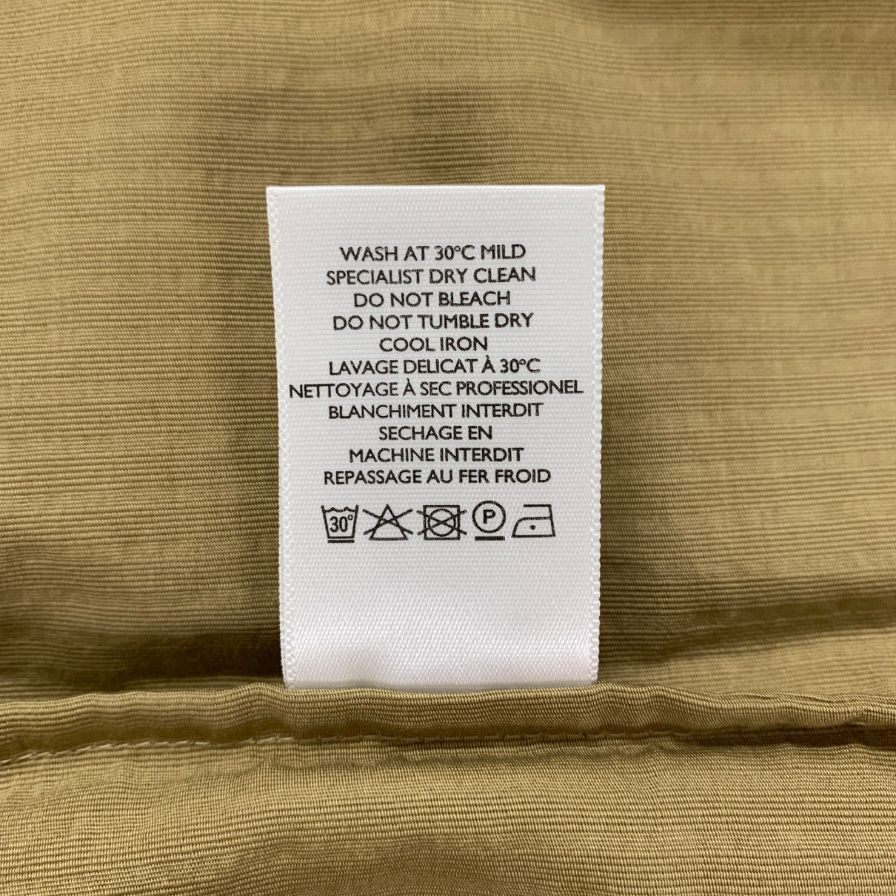 WASH AT 30°C MILD
SPECIALIST DRY CLEAN
DO NOT BLEACH
DO NOT TUMBLE DRY
COOL IRON
LAVAGE DELICAT À 30°C
NETTOYAGE À SEC PROFESSIONEL
BLANCHIMENT INTERDIT
SECHAGE EN
MACHINE INTERDIT
REPASSAGE AU FER FROID
30° P